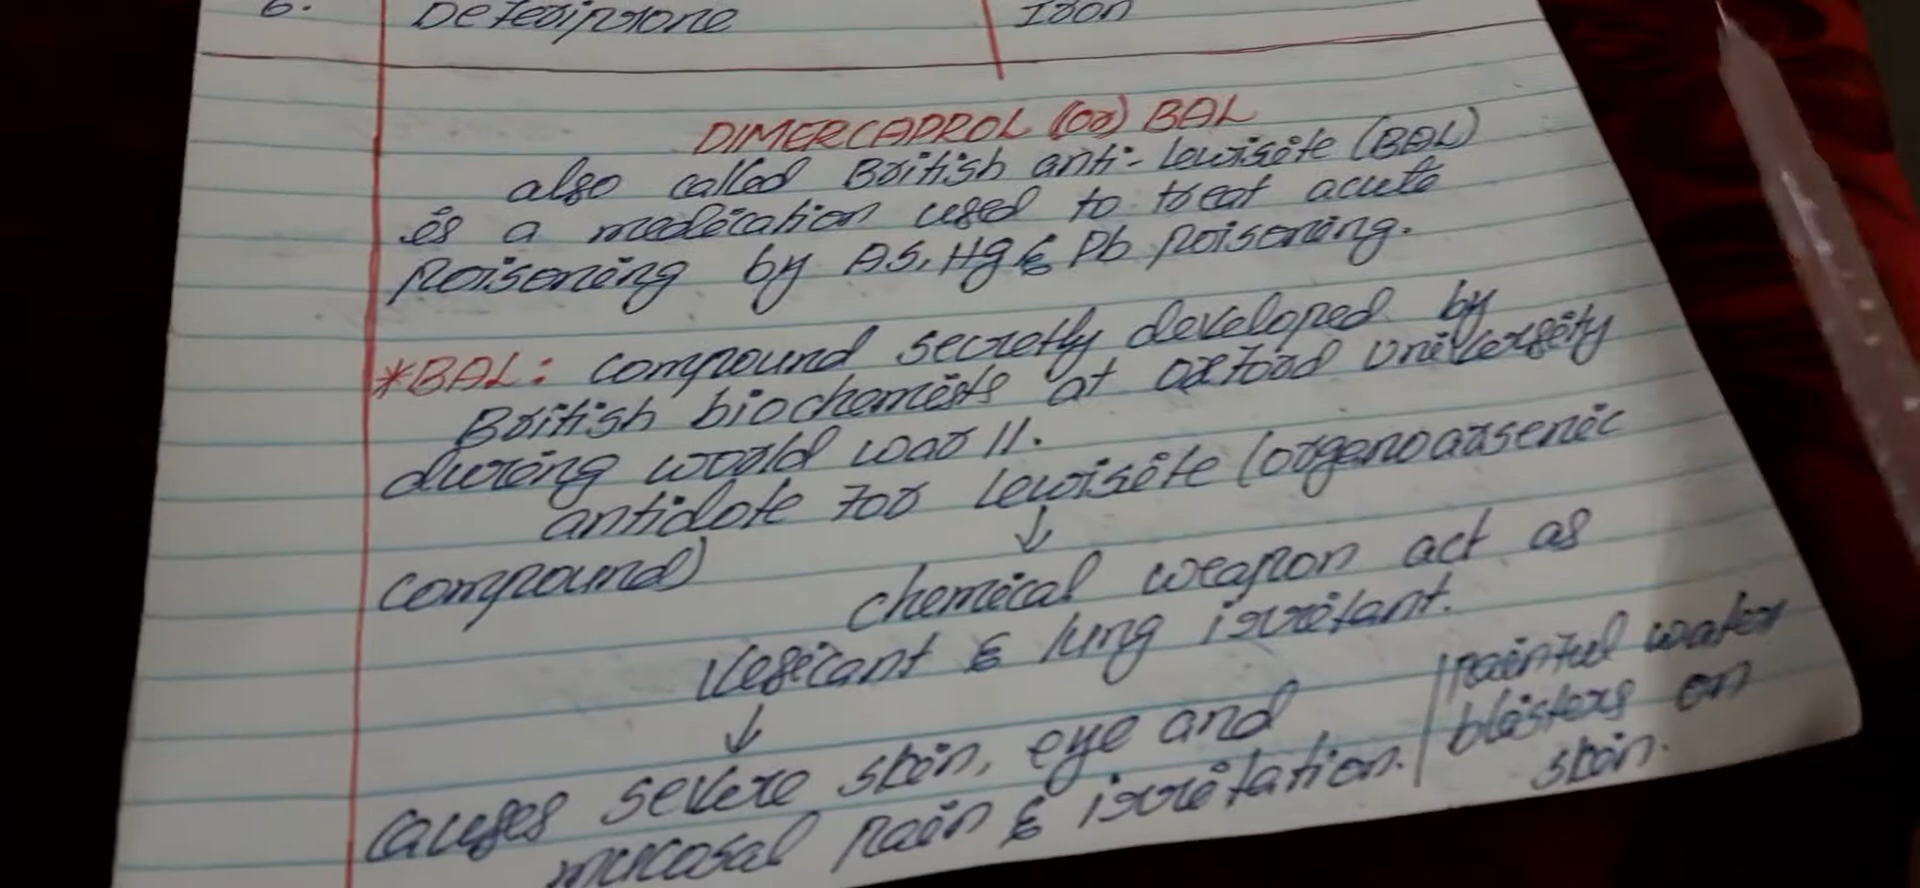 6. Deferiprone Iron
DIMERCAPROL (or) BAL
also called British anti-Lewisite (BAL)
is a medication used to treat acute
poisoning by AS, Hg & Pb poisoning.
*BAL: compound secretly developed by
British biochemists at oxford University
during world war II.
antidote for Lewisite (orgenoarsenic
compound)
↓
chemical weapon act as
Vesicant & lung irritant.
↓
causes severe skin, eye and
mucosal pain & irritation.
painful water
blisters on
skin.